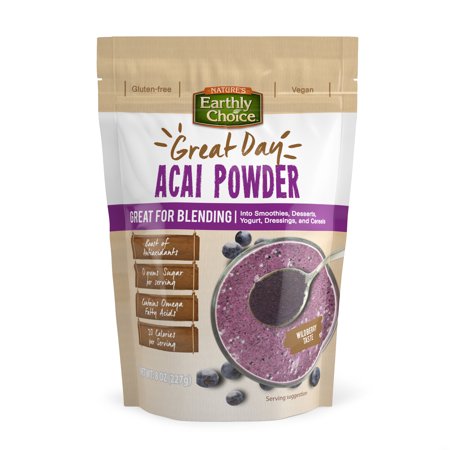 Gluten-free
Vegan
NATURE'S
Earthly
Choice
Great Day
ACAI POWDER
GREAT FOR BLENDING | Into Smoothies, Desserts,
Yogurt, Dressings, and Cereals
Boost of
Antioxidants
0 grams Sugar
per Serving
Contains Omega
Fatty Acids
20 Calories
per Serving
WILDBERRY
TASTE
NET WT. 8 OZ (227g)
Serving suggestion